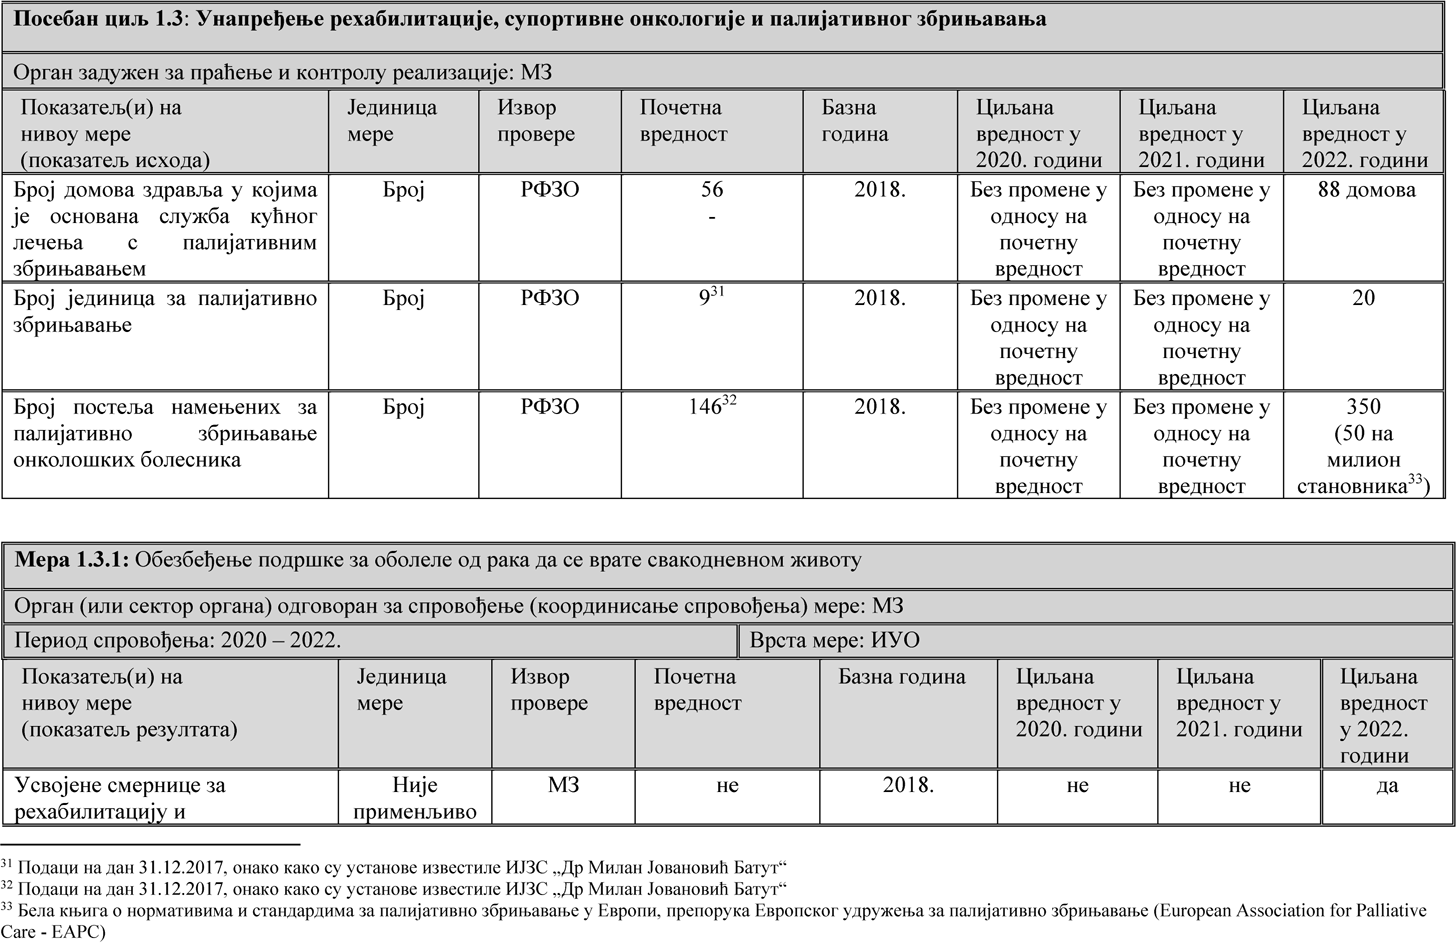 Посебан циљ 1.3: Унапређење рехабилитације, супортивне онкологије и палијативног збрињавања
Орган задужен за праћење и контролу реализације: МЗ
Показатељ(и) на
нивоу мере
(показатељ исхода)
Јединица
мере
Извор
провере
Почетна
вредност
Базна
година
Циљана
вредност у
2020. години
Циљана
вредност у
2021. години
Циљана
вредност у
2022. години
Број домова здравља у којима
је основана служба кућног
лечења с палијативним
збрињавањем
Број
РФЗО
56
-
2018.
Без промене у
односу на
почетну
вредност
Без промене у
односу на
почетну
вредност
88 домова
Број јединица за палијативно
збрињавање
Број
РФЗО
9³¹
2018.
Без промене у
односу на
почетну
вредност
Без промене у
односу на
почетну
вредност
20
Број постеља намењених за
палијативно збрињавање
онколошких болесника
Број
РФЗО
146³²
2018.
Без промене у
односу на
почетну
вредност
Без промене у
односу на
почетну
вредност
350
(50 на
милион
становника³³)
Мера 1.3.1: Обезбеђење подршке за оболеле од рака да се врате свакодневном животу
Орган (или сектор органа) одговоран за спровођење (координисање спровођења) мере: МЗ
Период спровођења: 2020 – 2022.
Врста мере: ИУО
Показатељ(и) на
нивоу мере
(показатељ резултата)
Јединица
мере
Извор
провере
Почетна
вредност
Базна година
Циљана
вредност у
2020. години
Циљана
вредност у
2021. години
Циљана
вредност
у 2022.
години
Усвојене смернице за
рехабилитацију и
Није
применљиво
МЗ
не
2018.
не
не
да
³¹ Подаци на дан 31.12.2017, онако како су установе известиле ИЈЗС „Др Милан Јовановић Батут“
³² Подаци на дан 31.12.2017, онако како су установе известиле ИЈЗС „Др Милан Јовановић Батут“
³³ Бела књига о нормативима и стандардима за палијативно збрињавање у Европи, препорука Европског удружења за палијативно збрињавање (European Association for Palliative
Care - EAPC)